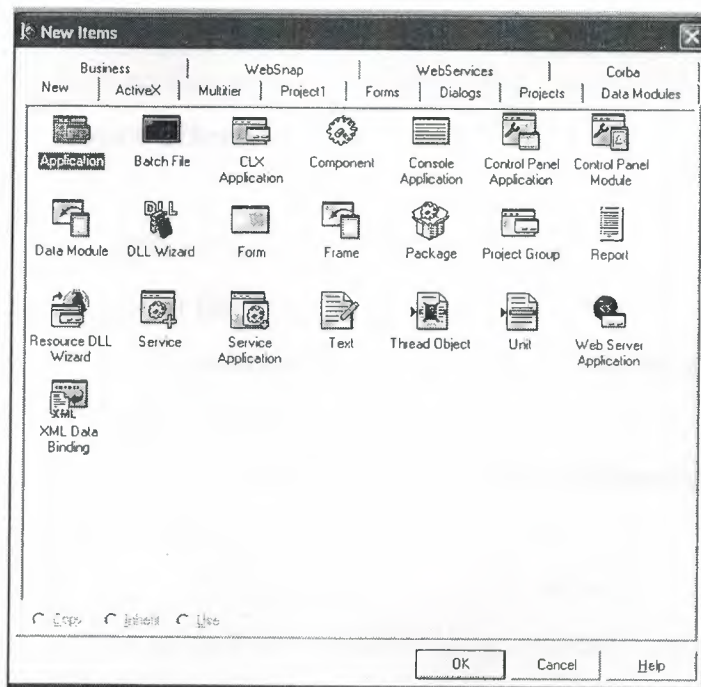 New Items
Business WebSnap WebServices Corba
New ActiveX Multitier Project1 Forms Dialogs Projects Data Modules
Application Batch File CLX Application Component Console Application Control Panel Application Control Panel Module
Data Module DLL Wizard Form Frame Package Project Group Report
DLL
Resource DLL Wizard Service Service Application Text Thread Object Unit Web Server Application
XML
XML Data Binding
Copy Inherit Use
OK Cancel Help